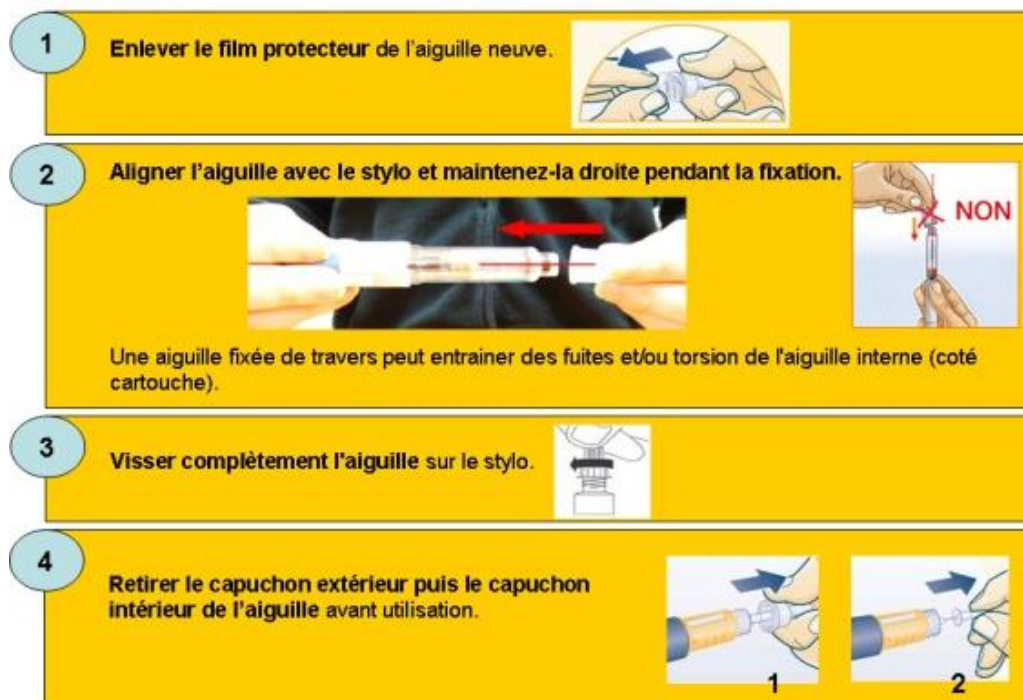 1
Enlever le film protecteur de l'aiguille neuve.
2
Aligner l'aiguille avec le stylo et maintenez-la droite pendant la fixation.
NON
Une aiguille fixée de travers peut entrainer des fuites et/ou torsion de l'aiguille interne (coté
cartouche).
3
Visser complètement l'aiguille sur le stylo.
4
Retirer le capuchon extérieur puis le capuchon
intérieur de l'aiguille avant utilisation.
1
2